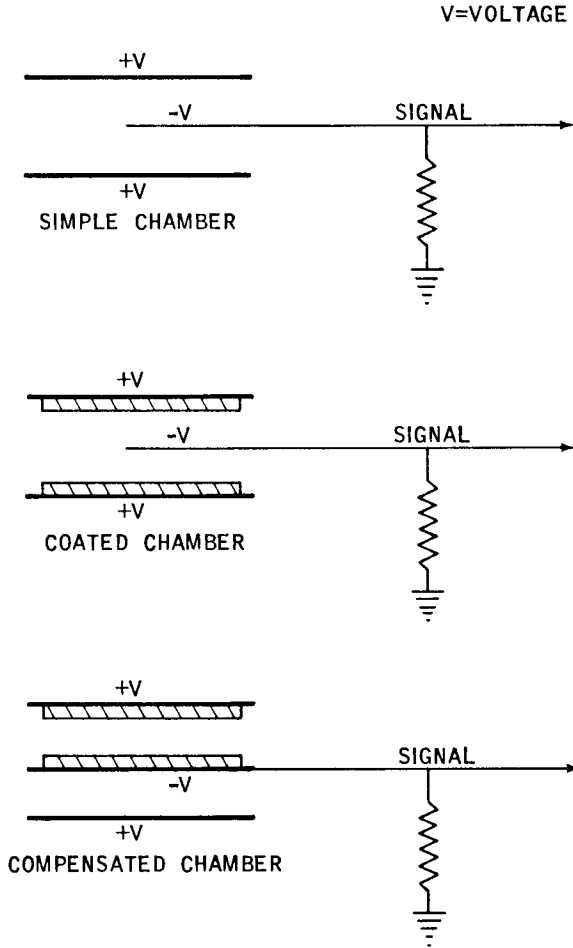 V=VOLTAGE
+V
-V
SIGNAL
+V
SIMPLE CHAMBER
+V
-V
SIGNAL
+V
COATED CHAMBER
+V
SIGNAL
-V
+V
COMPENSATED CHAMBER